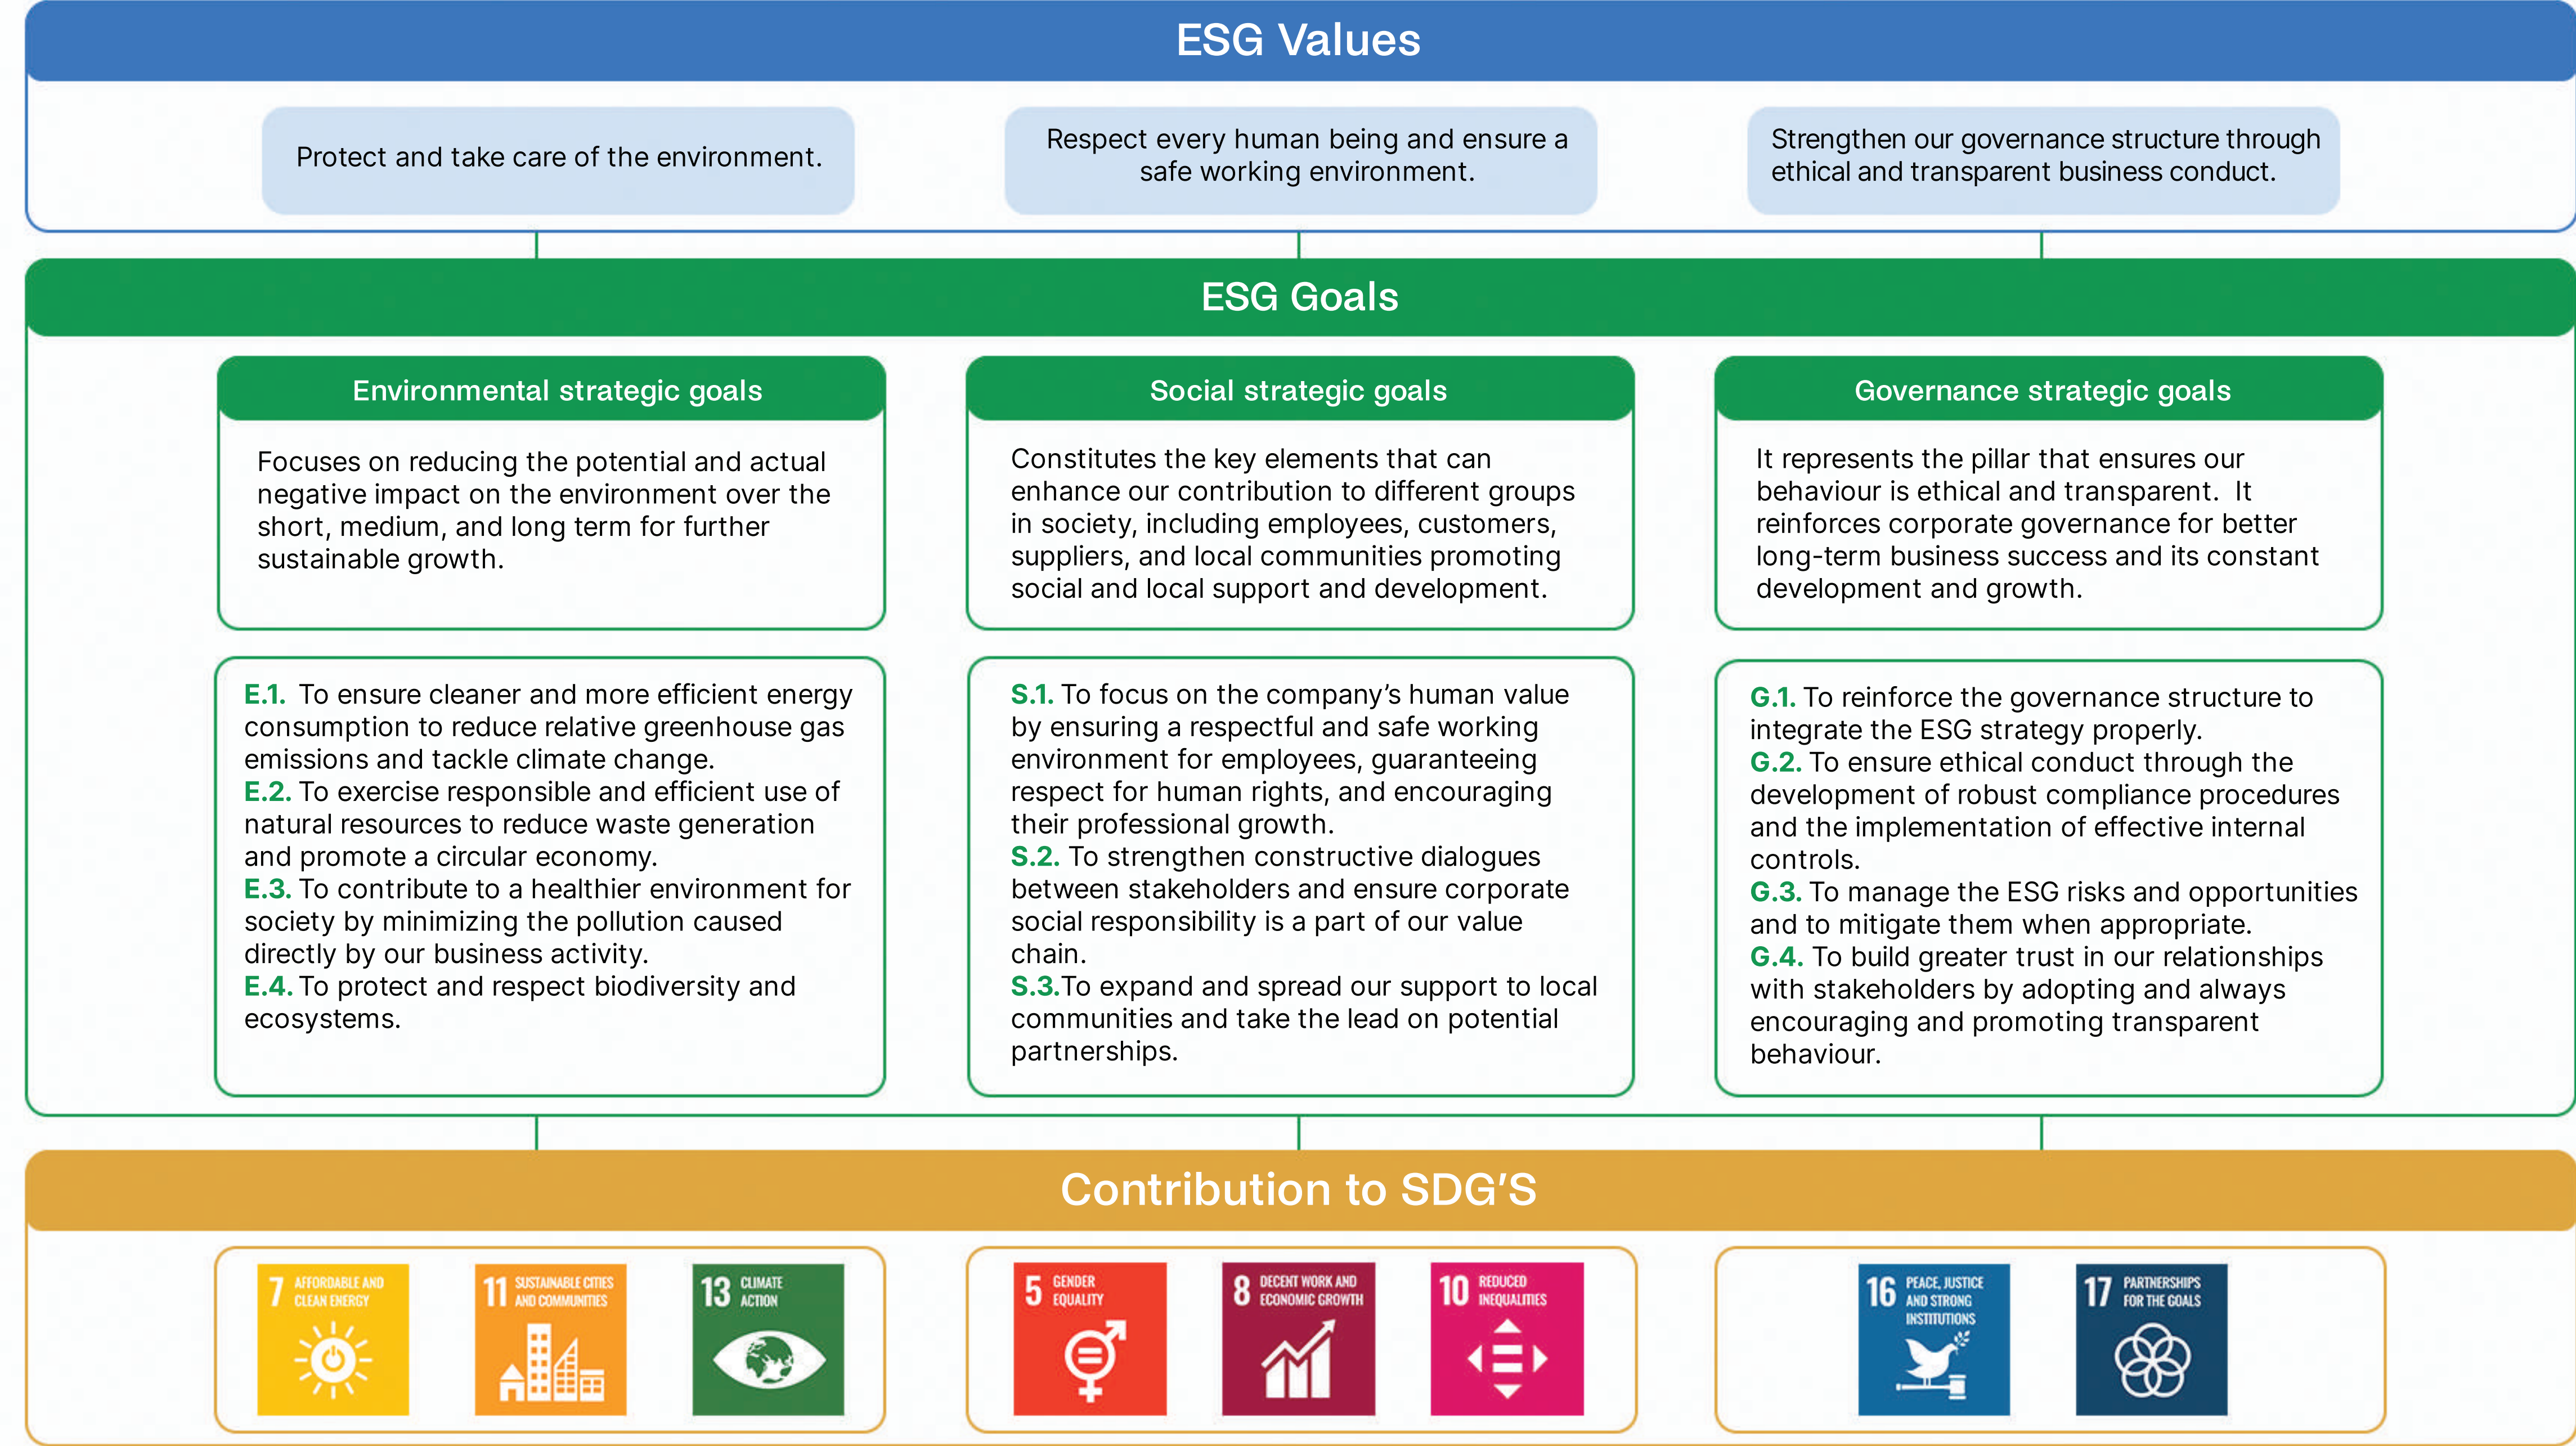 ESG Values
Protect and take care of the environment.
Respect every human being and ensure a
safe working environment.
Strengthen our governance structure through
ethical and transparent business conduct.
ESG Goals
Environmental strategic goals
Focuses on reducing the potential and actual
negative impact on the environment over the
short, medium, and long term for further
sustainable growth.
E.1. To ensure cleaner and more efficient energy
consumption to reduce relative greenhouse gas
emissions and tackle climate change.
E.2. To exercise responsible and efficient use of
natural resources to reduce waste generation
and promote a circular economy.
E.3. To contribute to a healthier environment for
society by minimizing the pollution caused
directly by our business activity.
E.4. To protect and respect biodiversity and
ecosystems.
Social strategic goals
Constitutes the key elements that can
enhance our contribution to different groups
in society, including employees, customers,
suppliers, and local communities promoting
social and local support and development.
S.1. To focus on the company’s human value
by ensuring a respectful and safe working
environment for employees, guaranteeing
respect for human rights, and encouraging
their professional growth.
S.2. To strengthen constructive dialogues
between stakeholders and ensure corporate
social responsibility is a part of our value
chain.
S.3.To expand and spread our support to local
communities and take the lead on potential
partnerships.
Governance strategic goals
It represents the pillar that ensures our
behaviour is ethical and transparent.  It
reinforces corporate governance for better
long-term business success and its constant
development and growth.
G.1. To reinforce the governance structure to
integrate the ESG strategy properly.
G.2. To ensure ethical conduct through the
development of robust compliance procedures
and the implementation of effective internal
controls.
G.3. To manage the ESG risks and opportunities
and to mitigate them when appropriate.
G.4. To build greater trust in our relationships
with stakeholders by adopting and always
encouraging and promoting transparent
behaviour.
Contribution to SDG’S
7 AFFORDABLE AND
CLEAN ENERGY
11 SUSTAINABLE CITIES
AND COMMUNITIES
13 CLIMATE
ACTION
5 GENDER
EQUALITY
8 DECENT WORK AND
ECONOMIC GROWTH
10 REDUCED
INEQUALITIES
16 PEACE, JUSTICE
AND STRONG
INSTITUTIONS
17 PARTNERSHIPS
FOR THE GOALS